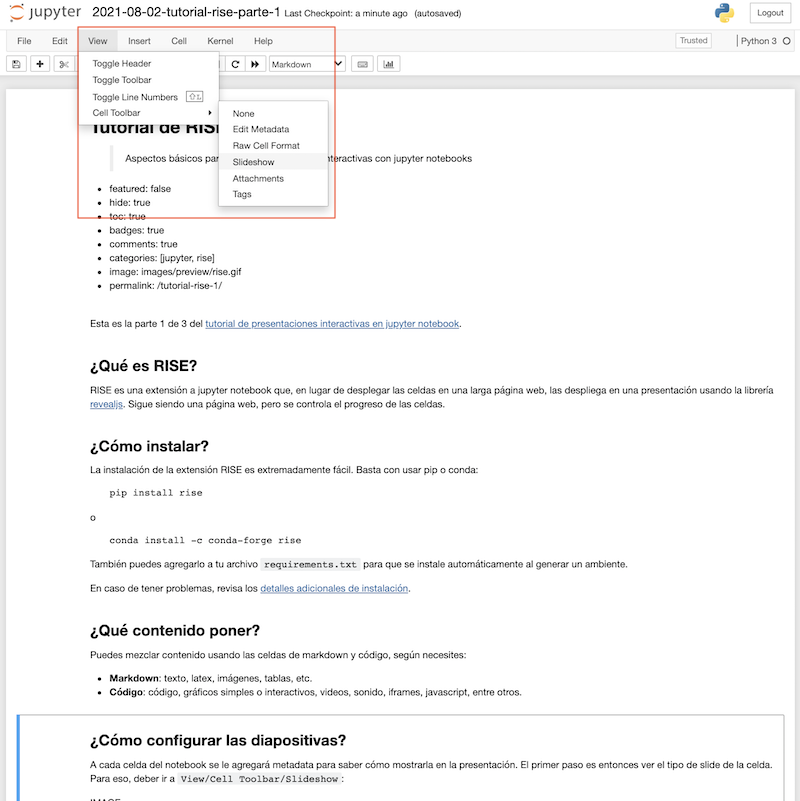 jupyter 2021-08-02-tutorial-rise-parte-1 Last Checkpoint: a minute ago (autosaved) Logout
File Edit View Insert Cell Kernel Help Trusted Python 3
Markdown
Toggle Header
Toggle Toolbar
Toggle Line Numbers ⇧L
Cell Toolbar
None
Edit Metadata
Raw Cell Format
Slideshow
Attachments
Tags
Tutorial de RIS
Aspectos básicos par nteractivas con jupyter notebooks
featured: false
hide: true
toc: true
badges: true
comments: true
categories: [jupyter, rise]
image: images/preview/rise.gif
permalink: /tutorial-rise-1/
Esta es la parte 1 de 3 del tutorial de presentaciones interactivas en jupyter notebook.
¿Qué es RISE?
RISE es una extensión a jupyter notebook que, en lugar de desplegar las celdas en una larga página web, las despliega en una presentación usando la librería
revealjs. Sigue siendo una página web, pero se controla el progreso de las celdas.
¿Cómo instalar?
La instalación de la extensión RISE es extremadamente fácil. Basta con usar pip o conda:
pip install rise
o
conda install -c conda-forge rise
También puedes agregarlo a tu archivo requirements.txt para que se instale automáticamente al generar un ambiente.
En caso de tener problemas, revisa los detalles adicionales de instalación.
¿Qué contenido poner?
Puedes mezclar contenido usando las celdas de markdown y código, según necesites:
Markdown: texto, latex, imágenes, tablas, etc.
Código: código, gráficos simples o interactivos, videos, sonido, iframes, javascript, entre otros.
¿Cómo configurar las diapositivas?
A cada celda del notebook se le agregará metadata para saber cómo mostrarla en la presentación. El primer paso es entonces ver el tipo de slide de la celda.
Para eso, deber ir a View/Cell Toolbar/Slideshow :